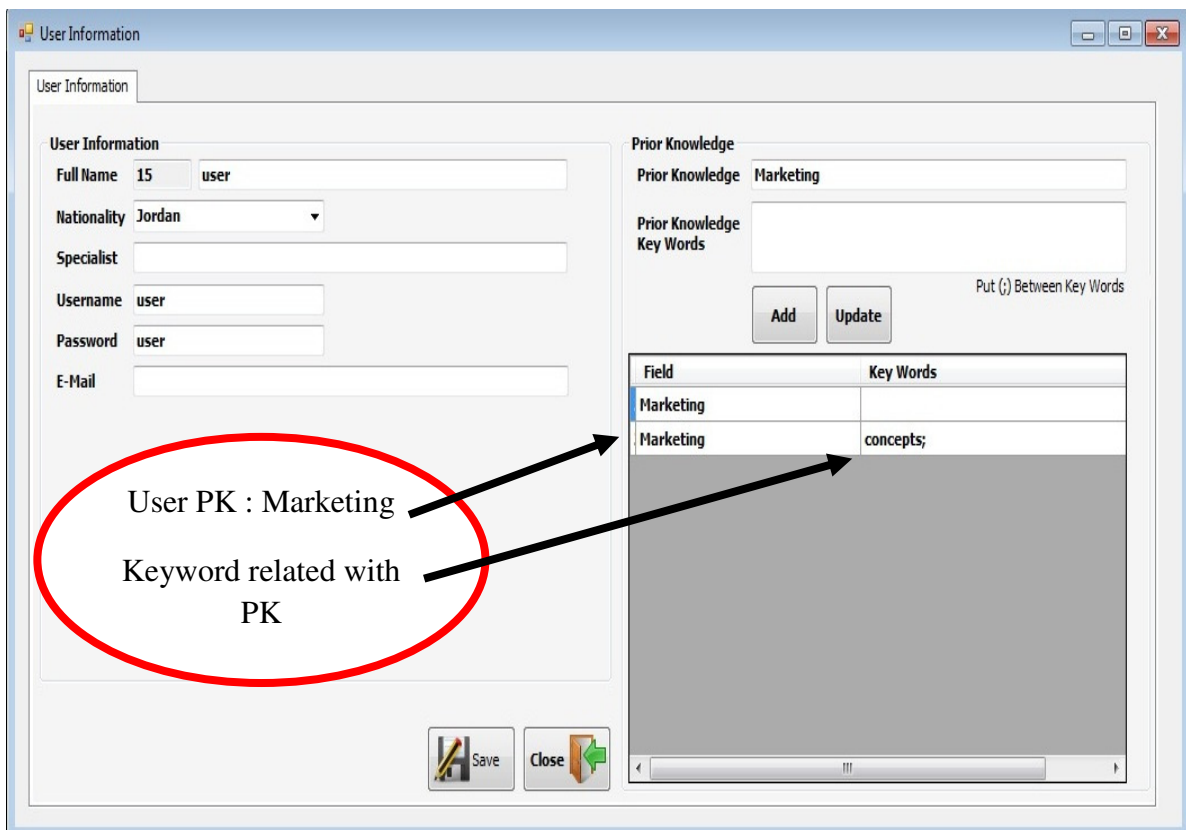 User Information
User Information
User Information
Full Name 15 user
Nationality Jordan
Specialist
Username user
Password user
E-Mail
Prior Knowledge
Prior Knowledge Marketing
Prior Knowledge
Key Words
Put (;) Between Key Words
Add Update
Field Key Words
Marketing
Marketing concepts;
User PK : Marketing
Keyword related with
PK
Save Close